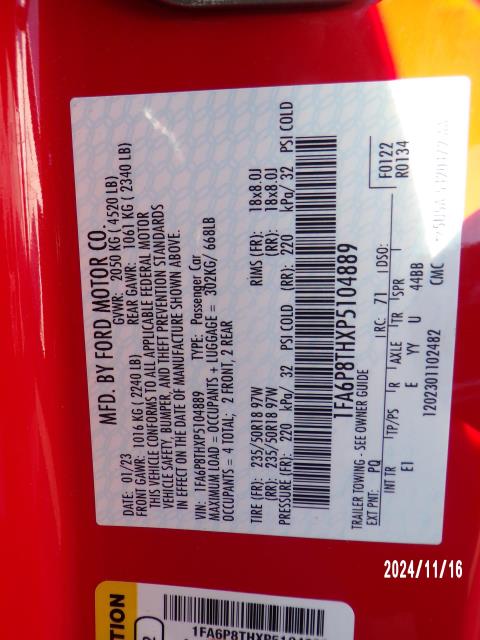 MFD. BY FORD MOTOR CO.
DATE: 01/23 GVWR: 2050 KG ( 4520 LB)
FRONT GAWR: 1016 KG ( 2240 LB) REAR GAWR: 1061 KG ( 2340 LB)
THIS VEHICLE CONFORMS TO ALL APPLICABLE FEDERAL MOTOR
VEHICLE SAFETY, BUMPER, AND THEFT PREVENTION STANDARDS
IN EFFECT ON THE DATE OF MANUFACTURE SHOWN ABOVE.
VIN: 1FA6P8THXP5104889 TYPE: Passenger Car
MAXIMUM LOAD = OCCUPANTS + LUGGAGE = 302KG/ 668LB
OCCUPANTS = 4 TOTAL; 2 FRONT, 2 REAR
TIRE (FR): 235/50R18 97W RIMS (FR): 18x8.0J
(RR): 235/50R18 97W (RR): 18x8.0J
PRESSURE (FR): 220 kPa/ 32 PSI COLD (RR): 220 kPa/ 32 PSI COLD
1FA6P8THXP5104889
TRAILER TOWING - SEE OWNER GUIDE
EXT PNT: PQ RC: 71 DSO: F0122
R0134
INT TR TP/PS R AXLE TR SPR
EI E YY U 44BB
1202301102482 CMC
2024/11/16
1FA6P8THXP5104889